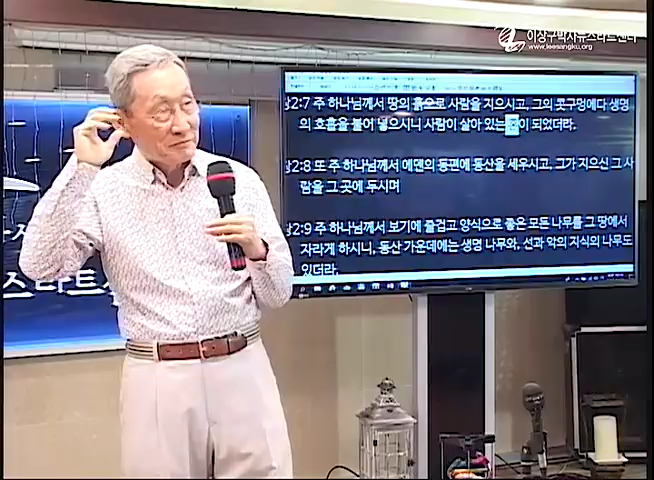 이상구박사뉴스타트센터
www.leesangku.org
창2:7 주 하나님께서 땅의 흙으로 사람을 지으시고, 그의 콧구멍에다 생명
의 호흡을 불어 넣으시니 사람이 살아 있는 혼이 되었더라.
창2:8 또 주 하나님께서 에덴의 동편에 동산을 세우시고, 그가 지으신 그 사
람을 그 곳에 두시며
창2:9 주 하나님께서 보기에 즐겁고 양식으로 좋은 모든 나무를 그 땅에서
자라게 하시니, 동산 가운데에는 생명 나무와, 선과 악의 지식의 나무도
있더라.
스타트